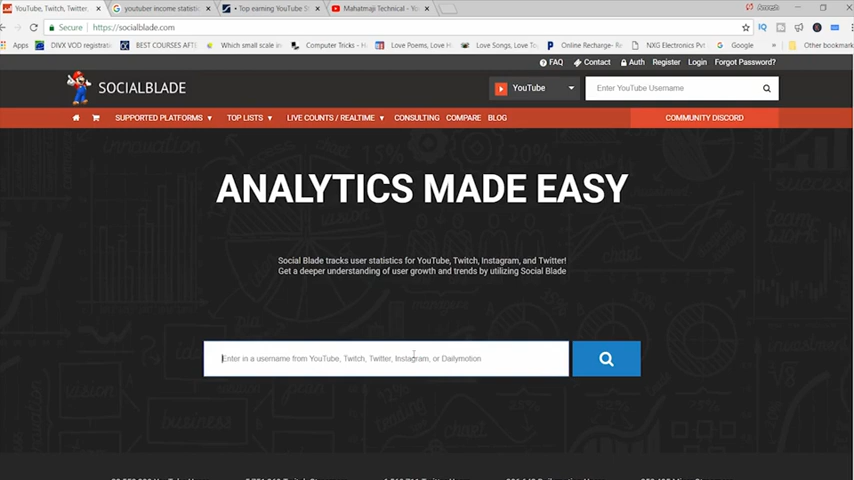 YouTube, Twitch, Twitter,
youtuber income statistic
• Top earning YouTube S
Mahatmaji Technical - Yo
Secure
https://socialblade.com
Apps
DIVX VOD registratio
BEST COURSES AFTE
Which small scale in
Computer Tricks - H
Love Poems, Love H
Love Songs, Love To
Online Recharge- Re
NXG Electronics Pvt
Google
Other bookmark
FAQ
Contact
Auth
Register
Login
Forgot Password?
SOCIALBLADE
YouTube
Enter YouTube Username
SUPPORTED PLATFORMS
TOP LISTS
LIVE COUNTS / REALTIME
CONSULTING
COMPARE
BLOG
COMMUNITY DISCORD
ANALYTICS MADE EASY
Social Blade tracks user statistics for YouTube, Twitch, Instagram, and Twitter!
Get a deeper understanding of user growth and trends by utilizing Social Blade
Enter in a username from YouTube, Twitch, Twitter, Instagram, or Dailymotion